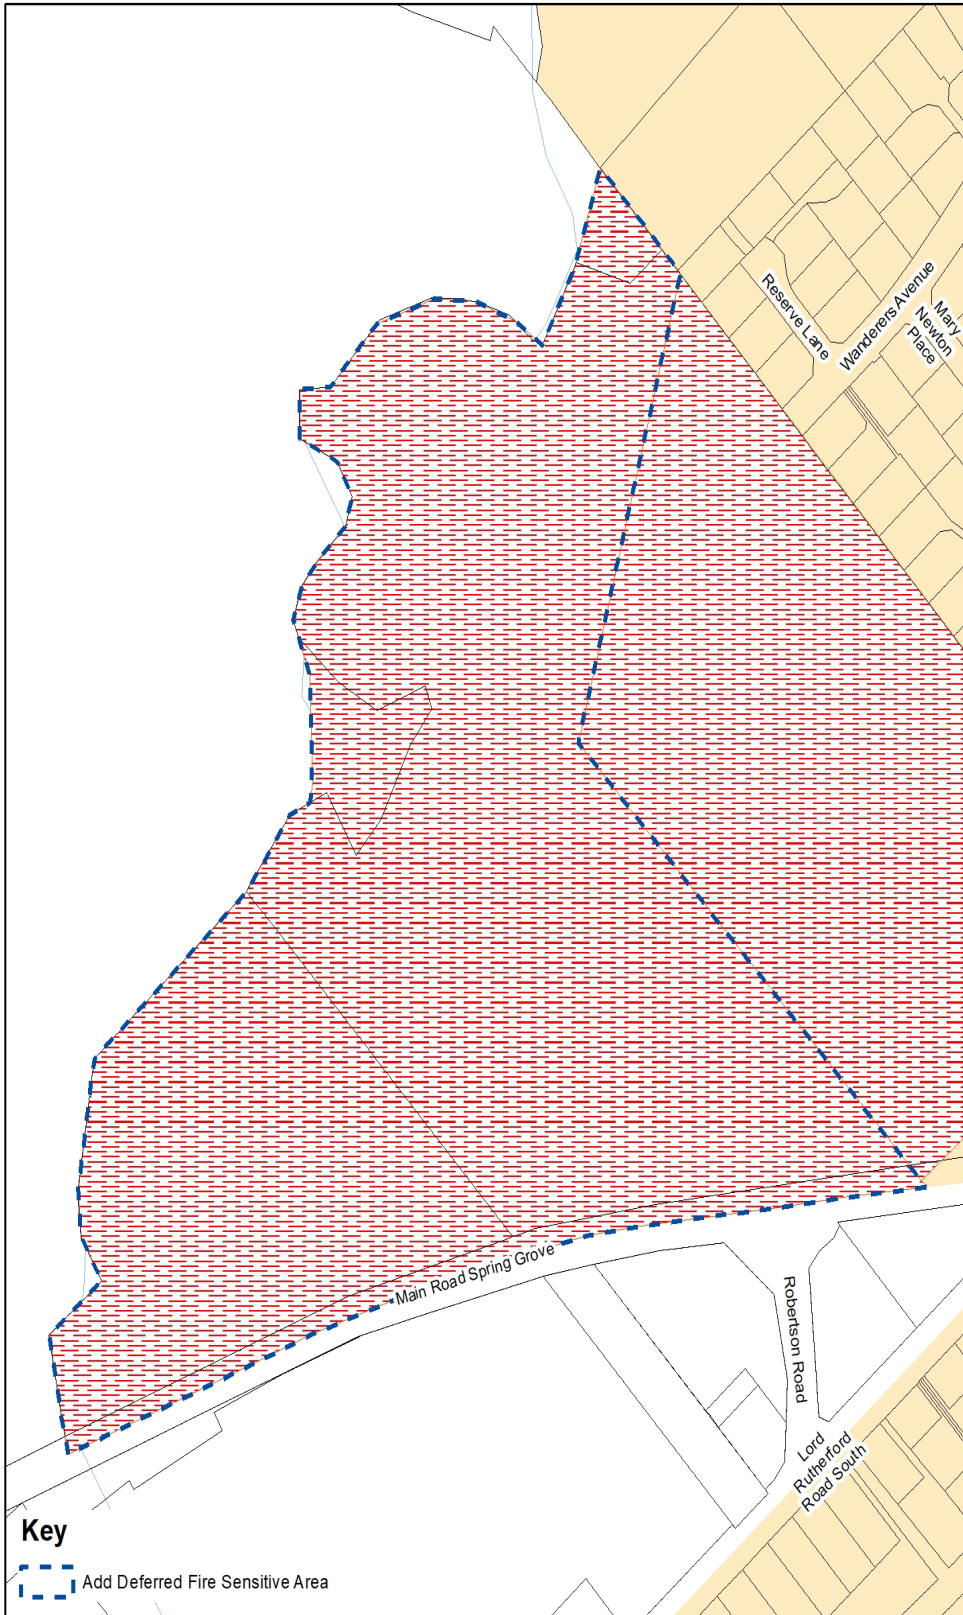 Reserve Lane
Wanderers Avenue
Mary
Newton
Place
Main Road Spring Grove
Robertson Road
Lord
Rutherford
Road South
Key
Add Deferred Fire Sensitive Area